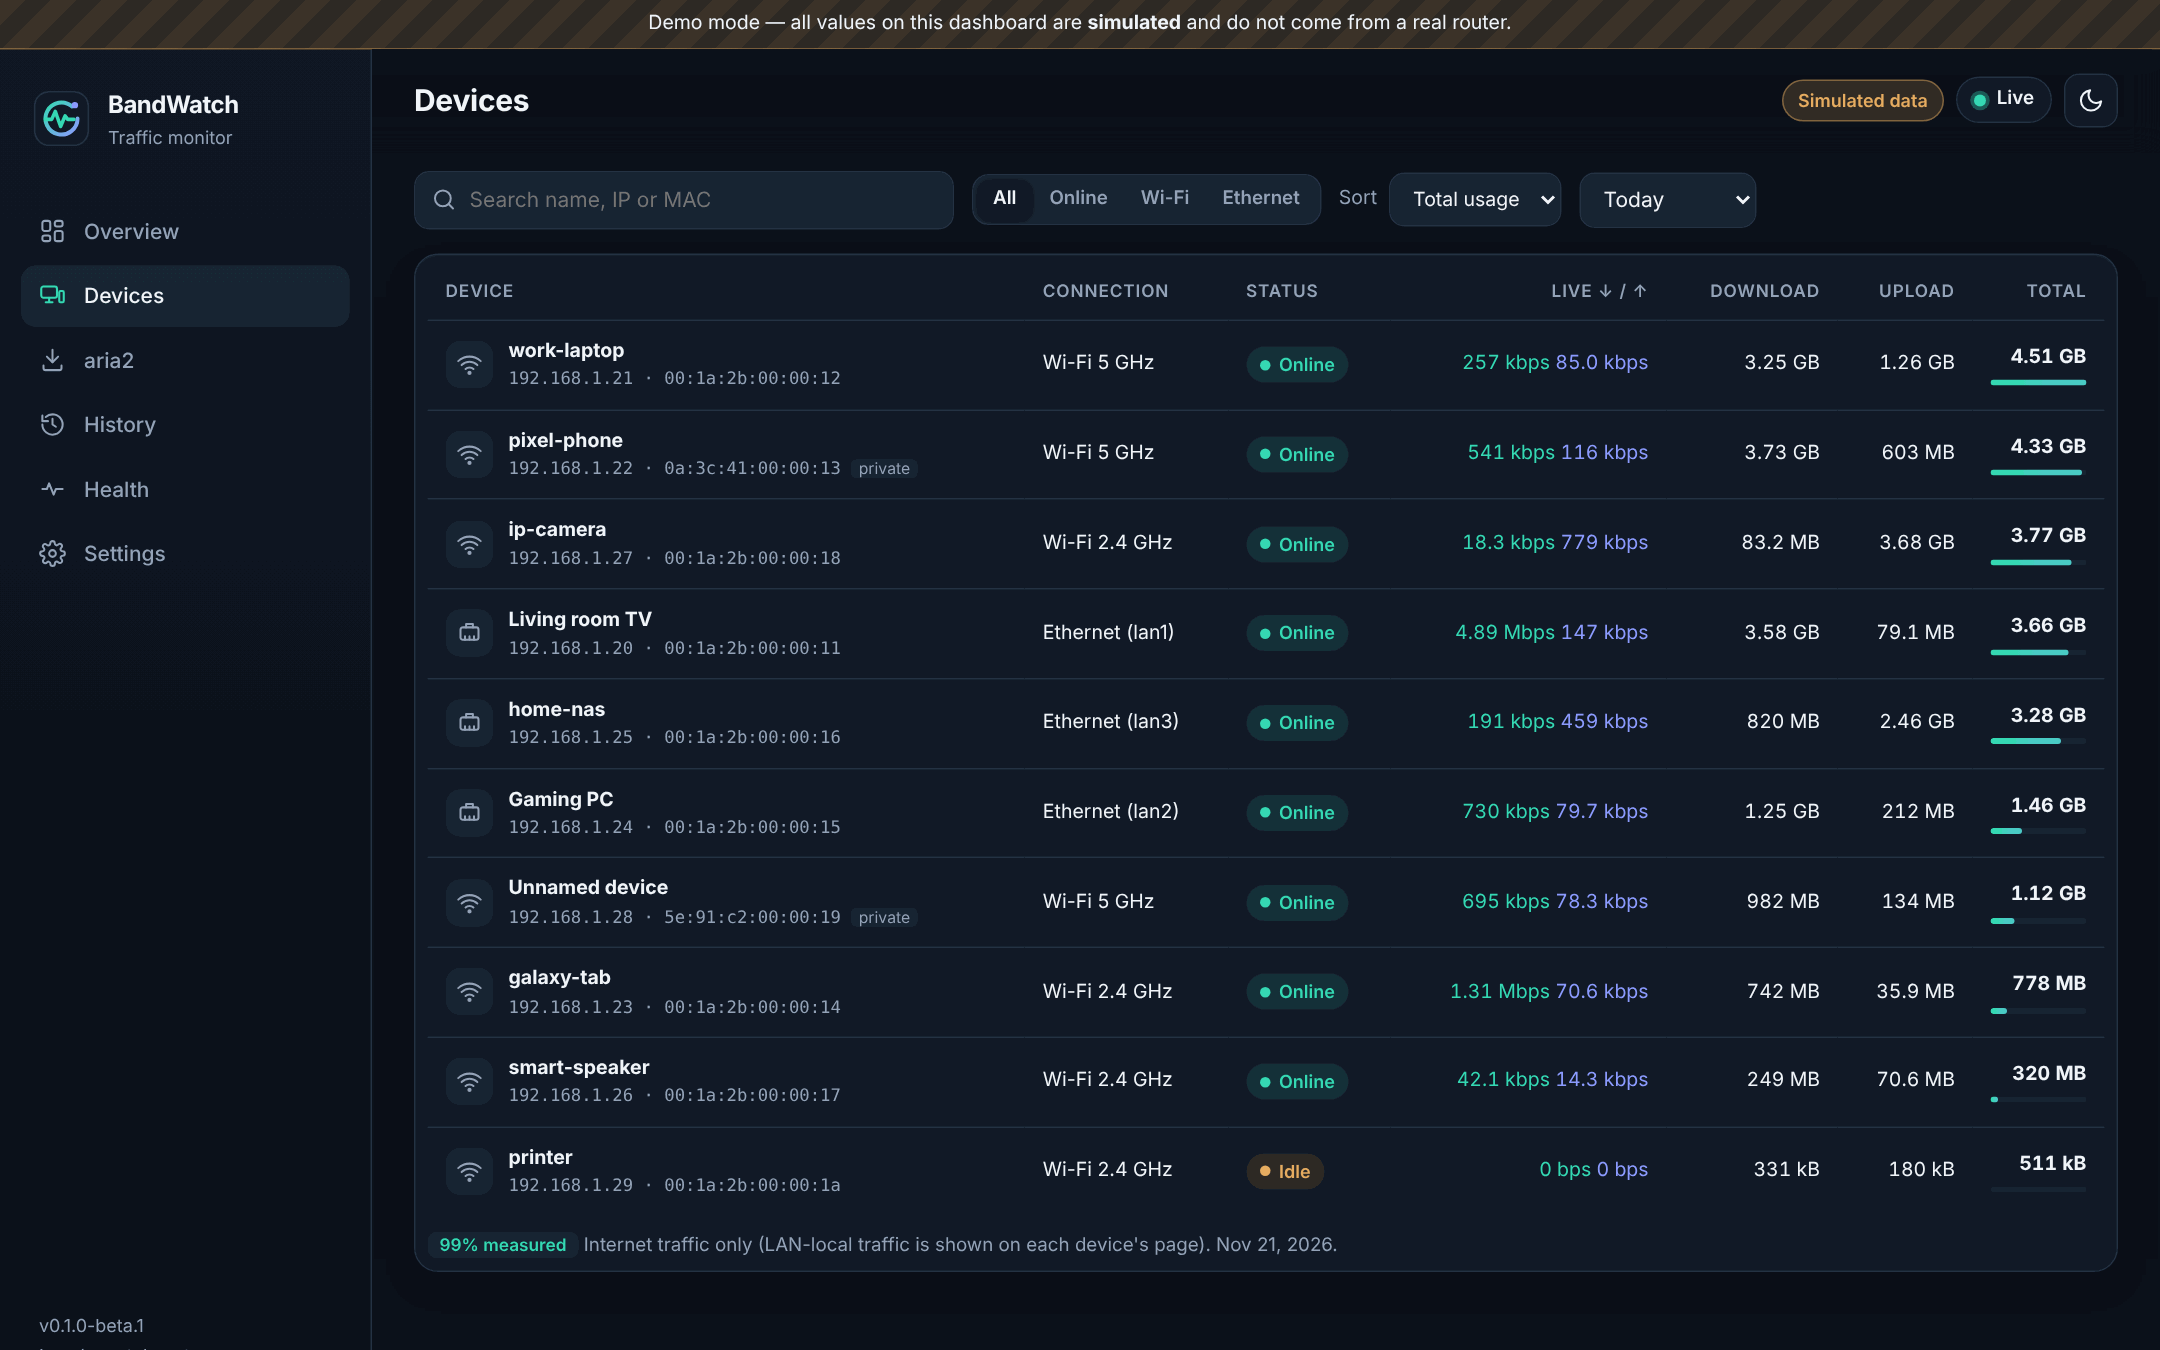 Demo mode — all values on this dashboard are simulated and do not come from a real router.
BandWatch
Traffic monitor
Overview
Devices
aria2
History
Health
Settings
v0.1.0-beta.1
Devices
Simulated data
Live
Search name, IP or MAC
All Online Wi-Fi Ethernet Sort Total usage Today
DEVICE CONNECTION STATUS LIVE ↓ / ↑ DOWNLOAD UPLOAD TOTAL
work-laptop
192.168.1.21 · 00:1a:2b:00:00:12
Wi-Fi 5 GHz Online 257 kbps 85.0 kbps 3.25 GB 1.26 GB 4.51 GB
pixel-phone
192.168.1.22 · 0a:3c:41:00:00:13 private
Wi-Fi 5 GHz Online 541 kbps 116 kbps 3.73 GB 603 MB 4.33 GB
ip-camera
192.168.1.27 · 00:1a:2b:00:00:18
Wi-Fi 2.4 GHz Online 18.3 kbps 779 kbps 83.2 MB 3.68 GB 3.77 GB
Living room TV
192.168.1.20 · 00:1a:2b:00:00:11
Ethernet (lan1) Online 4.89 Mbps 147 kbps 3.58 GB 79.1 MB 3.66 GB
home-nas
192.168.1.25 · 00:1a:2b:00:00:16
Ethernet (lan3) Online 191 kbps 459 kbps 820 MB 2.46 GB 3.28 GB
Gaming PC
192.168.1.24 · 00:1a:2b:00:00:15
Ethernet (lan2) Online 730 kbps 79.7 kbps 1.25 GB 212 MB 1.46 GB
Unnamed device
192.168.1.28 · 5e:91:c2:00:00:19 private
Wi-Fi 5 GHz Online 695 kbps 78.3 kbps 982 MB 134 MB 1.12 GB
galaxy-tab
192.168.1.23 · 00:1a:2b:00:00:14
Wi-Fi 2.4 GHz Online 1.31 Mbps 70.6 kbps 742 MB 35.9 MB 778 MB
smart-speaker
192.168.1.26 · 00:1a:2b:00:00:17
Wi-Fi 2.4 GHz Online 42.1 kbps 14.3 kbps 249 MB 70.6 MB 320 MB
printer
192.168.1.29 · 00:1a:2b:00:00:1a
Wi-Fi 2.4 GHz Idle 0 bps 0 bps 331 kB 180 kB 511 kB
99% measured Internet traffic only (LAN-local traffic is shown on each device's page). Nov 21, 2026.